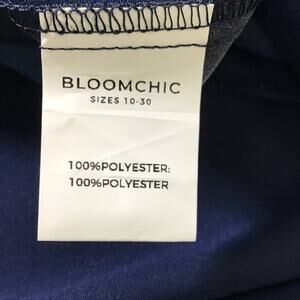 BLOOMCHIC
SIZES 10-30
100%POLYESTER;
100%POLYESTER